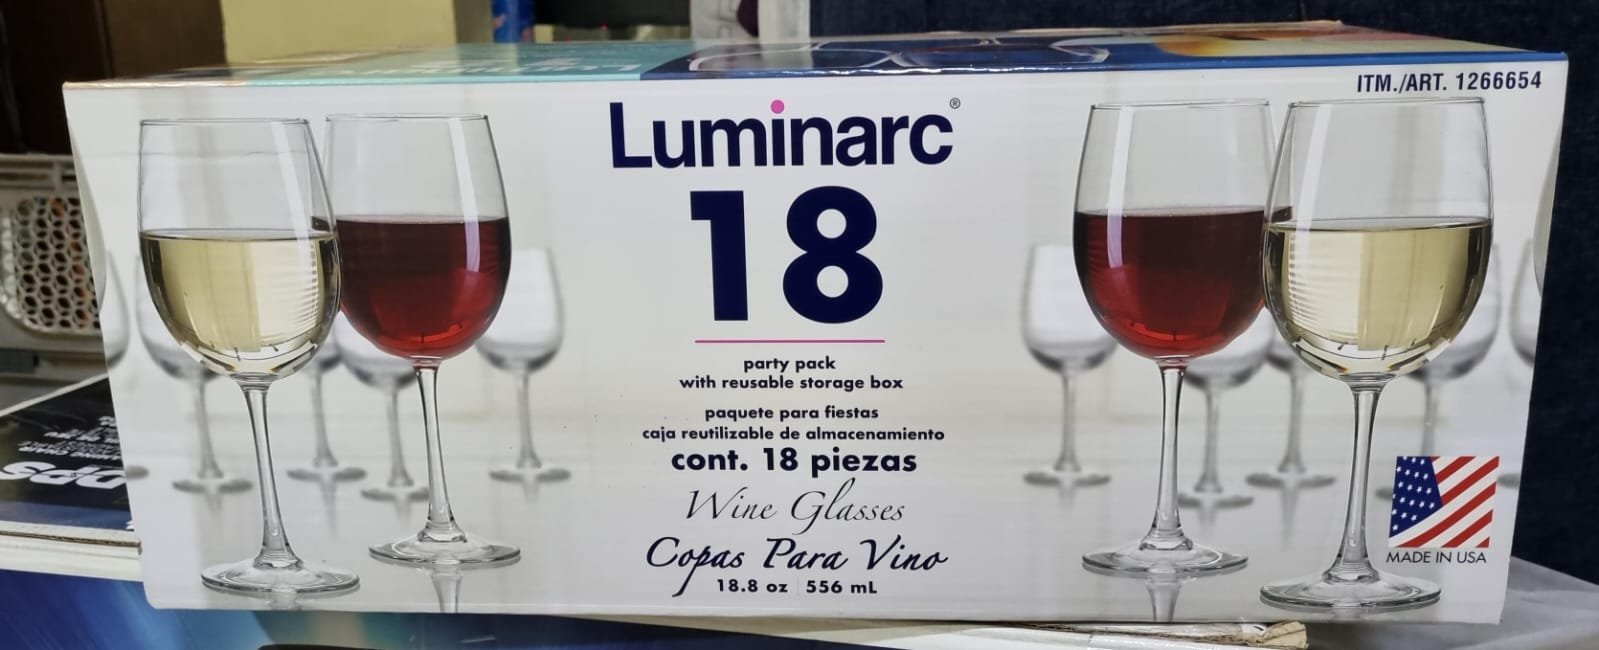 ITM./ART. 1266654
Luminarc®
18
party pack
with reusable storage box
paquete para fiestas
caja reutilizable de almacenamiento
cont. 18 piezas
Wine Glasses
Copas Para Vino
18.8 oz | 556 mL
MADE IN USA